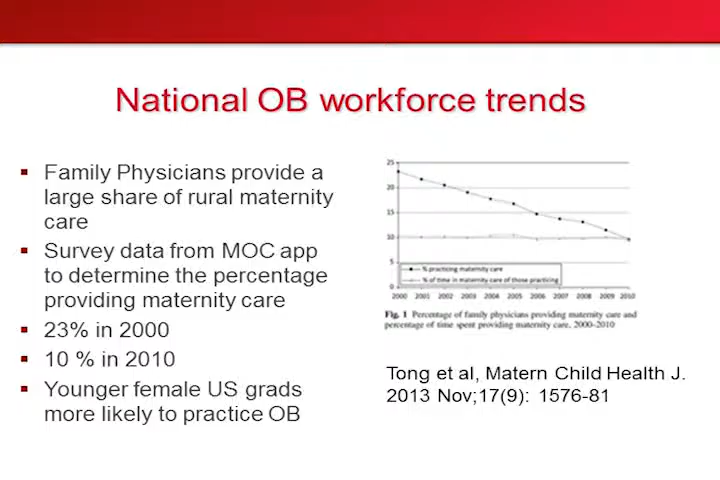 National OB workforce trends
Family Physicians provide a
large share of rural maternity
care
Survey data from MOC app
to determine the percentage
providing maternity care
23% in 2000
10 % in 2010
Younger female US grads
more likely to practice OB
25
20
15
10
5
0
% practicing maternity care
% of time in maternity care of those practicing
2000 2001 2002 2003 2004 2005 2006 2007 2008 2009 2010
Fig. 1 Percentage of family physicians providing maternity care and
percentage of time spent providing maternity care, 2000–2010
Tong et al, Matern Child Health J.
2013 Nov;17(9): 1576-81